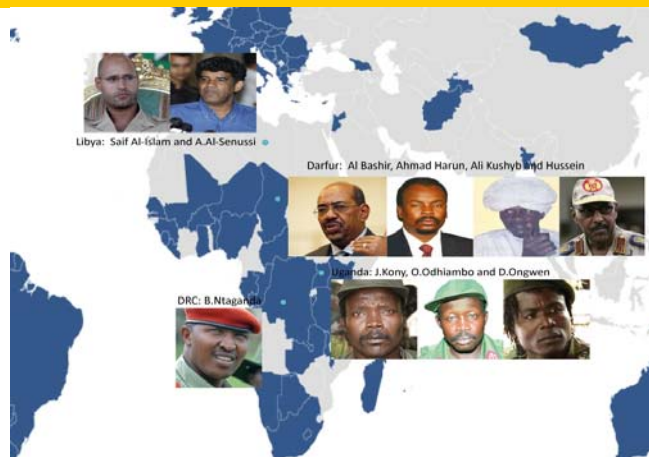 Libya: Saif Al-Islam and A.Al-Senussi
Darfur: Al Bashir, Ahmad Harun, Ali Kushyb and Hussein
Uganda: J.Kony, O.Odhiambo and D.Ongwen
DRC: B.Ntaganda